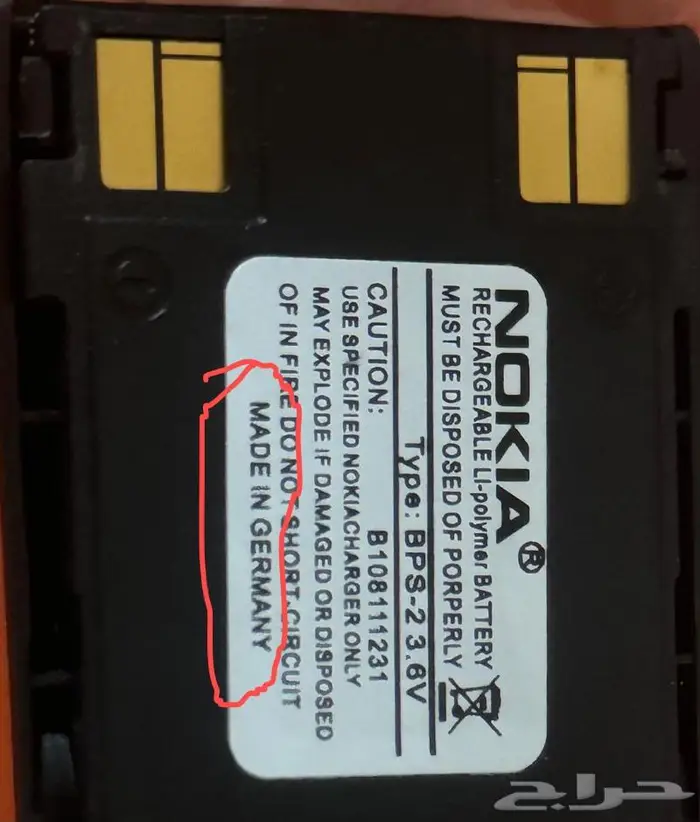 NOKIA®
RECHARGEABLE LI-polymer BATTERY
MUST BE DISPOSED OF PORPERLY
Type: BPS-2 3.6V
CAUTION: B108111231
USE SPECIFIED NOKIACHARGER ONLY
MAY EXPLODE IF DAMAGED OR DISPOSED
OF IN FIRE DO NOT SHORT-CIRCUIT
MADE IN GERMANY
حراج